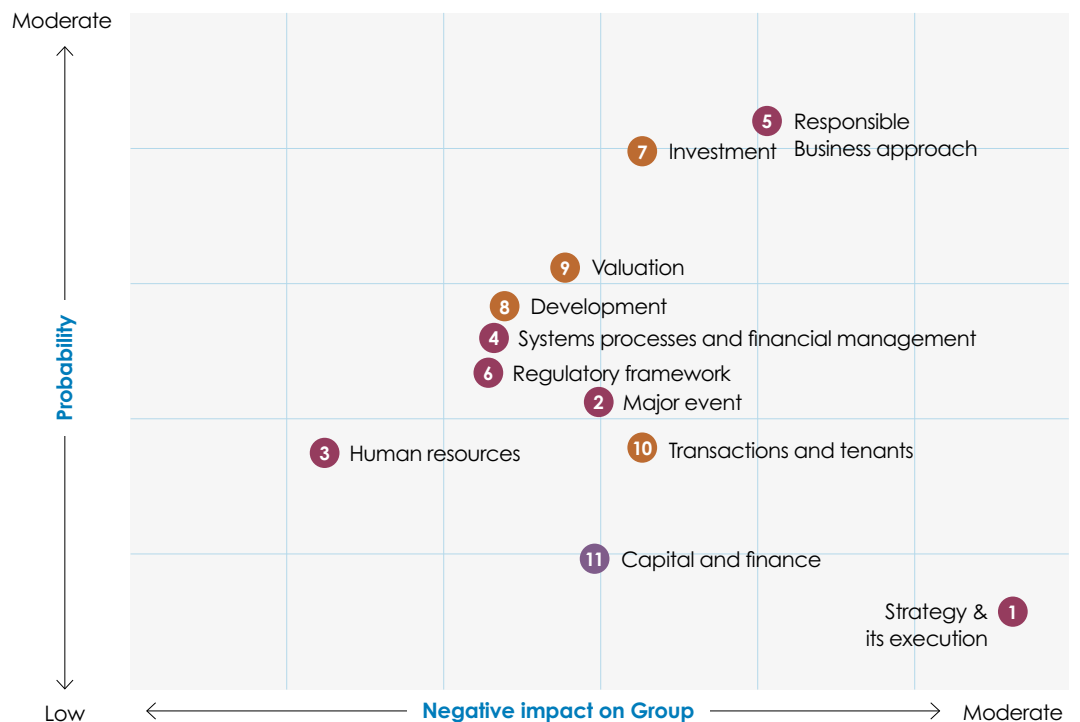 Moderate
5 Responsible
Business approach
7 Investment
9 Valuation
8 Development
4 Systems processes and financial management
6 Regulatory framework
2 Major event
Probability
10 Transactions and tenants
3 Human resources
11 Capital and finance
Strategy & 1
its execution
Low
Negative impact on Group
Moderate